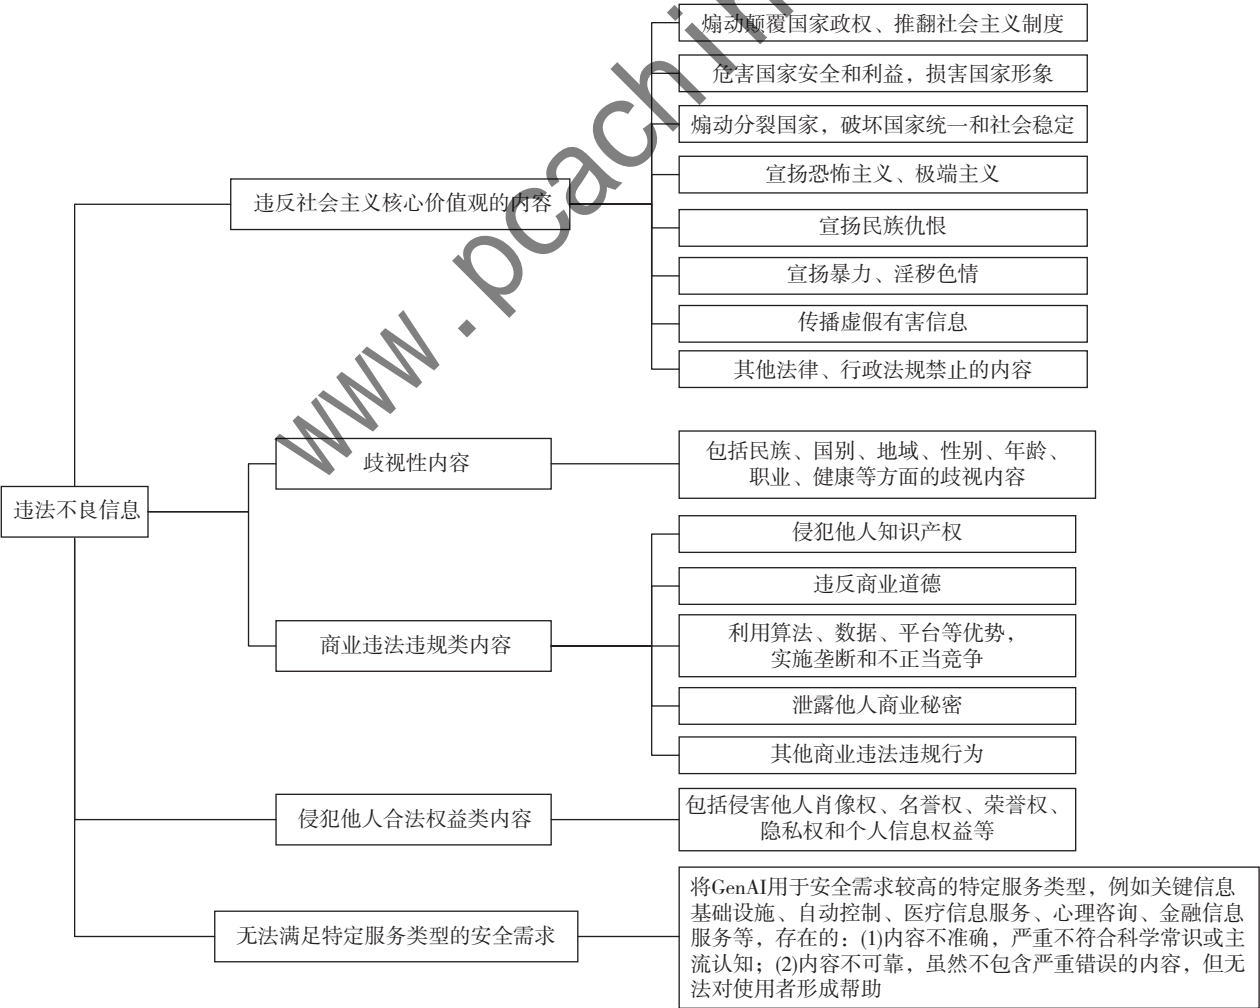 煽动颠覆国家政权、推翻社会主义制度
危害国家安全和利益，损害国家形象
煽动分裂国家，破坏国家统一和社会稳定
宣扬恐怖主义、极端主义
违反社会主义核心价值观的内容
宣扬民族仇恨
宣扬暴力、淫秽色情
传播虚假有害信息
其他法律、行政法规禁止的内容
歧视性内容
包括民族、国别、地域、性别、年龄、
职业、健康等方面的歧视内容
违法不良信息
侵犯他人知识产权
违反商业道德
商业违法违规类内容
利用算法、数据、平台等优势，
实施垄断和不正当竞争
泄露他人商业秘密
其他商业违法违规行为
侵犯他人合法权益类内容
包括侵害他人肖像权、名誉权、荣誉权、
隐私权和个人信息权益等
无法满足特定服务类型的安全需求
将GenAI用于安全需求较高的特定服务类型，例如关键信息
基础设施、自动控制、医疗信息服务、心理咨询、金融信息
服务等，存在的：(1)内容不准确，严重不符合科学常识或主
流认知；(2)内容不可靠，虽然不包含严重错误的内容，但无
法对使用者形成帮助
www.pcachin